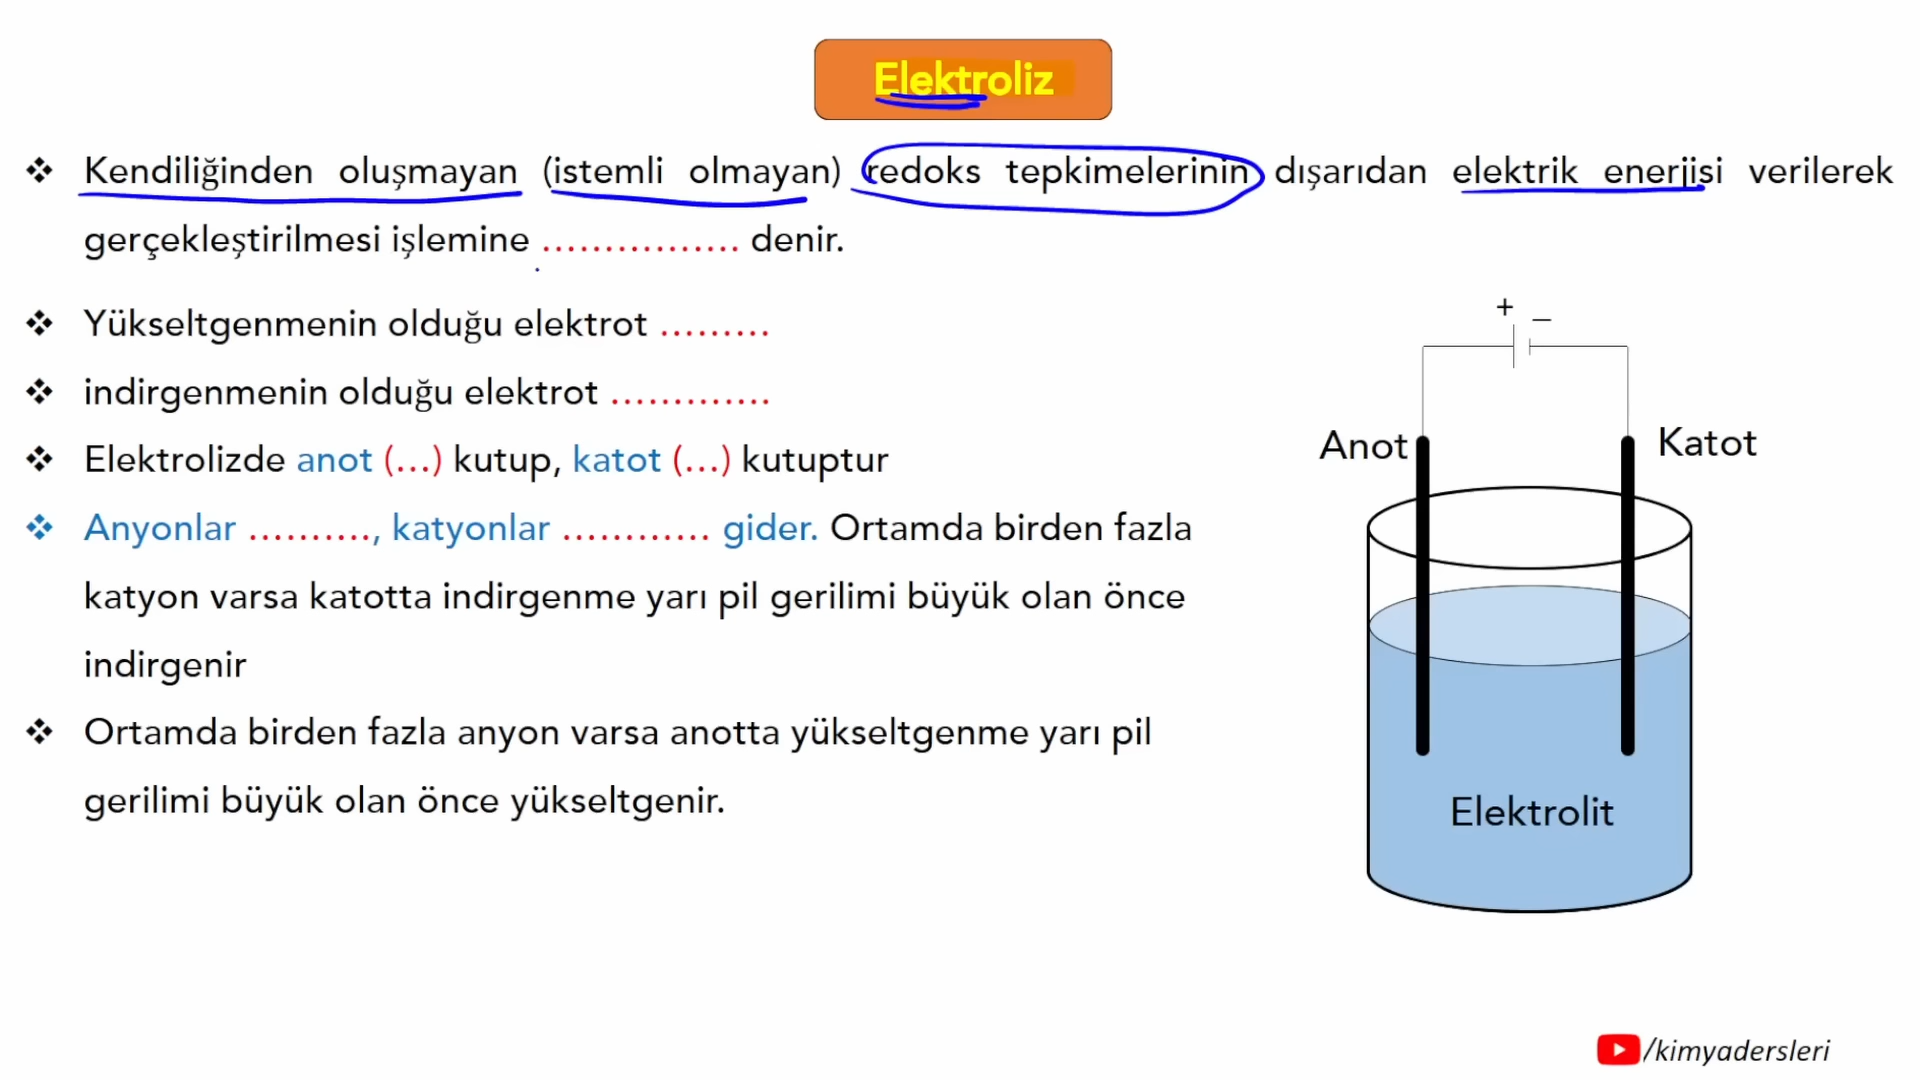 Elektroliz
❖ Kendiliğinden oluşmayan (istemli olmayan) redoks tepkimelerinin dışarıdan elektrik enerjisi verilerek
gerçekleştirilmesi işlemine ................ denir.
❖ Yükseltgenmenin olduğu elektrot .........
❖ indirgenmenin olduğu elektrot .............
❖ Elektrolizde anot (...) kutup, katot (...) kutuptur
❖ Anyonlar .........., katyonlar ............ gider. Ortamda birden fazla
katyon varsa katotta indirgenme yarı pil gerilimi büyük olan önce
indirgenir
❖ Ortamda birden fazla anyon varsa anotta yükseltgenme yarı pil
gerilimi büyük olan önce yükseltgenir.
+ –
Anot
Katot
Elektrolit
/kimyadersleri